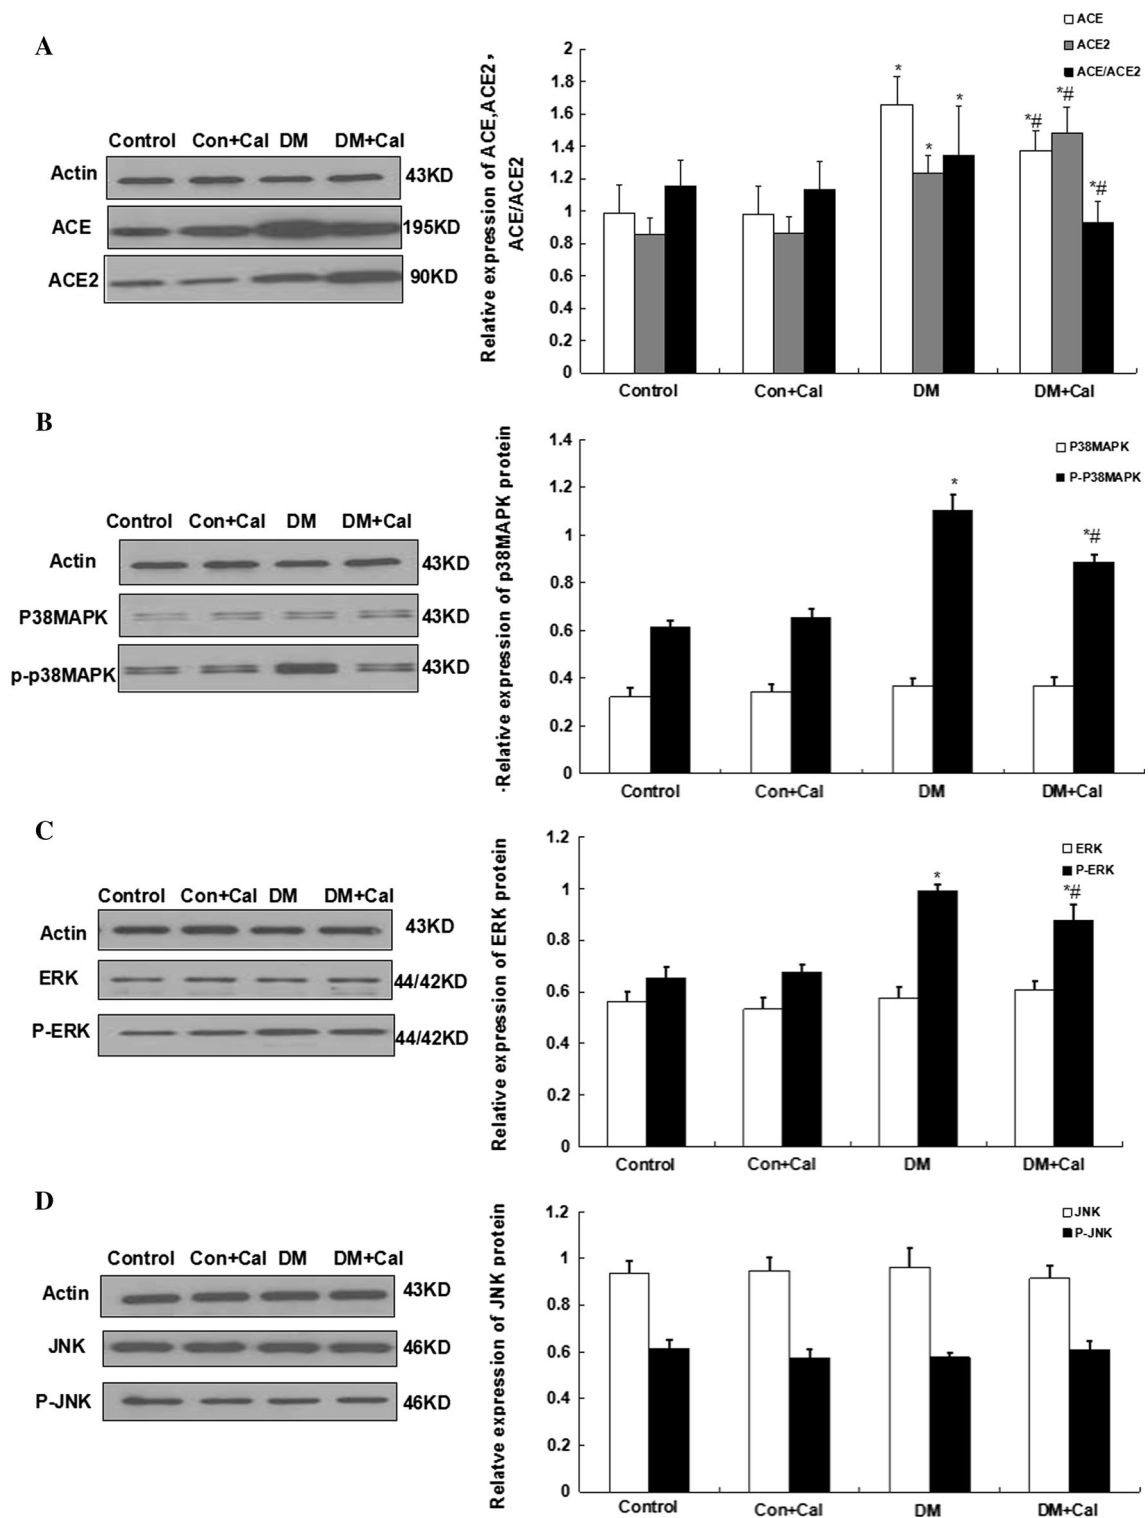 A
Control Con+Cal DM DM+Cal
Actin 43KD
ACE 195KD
ACE2 90KD
Relative expression of ACE,ACE2,
ACE/ACE2
ACE
ACE2
ACE/ACE2
2
1.8
1.6
1.4
1.2
1
0.8
0.6
0.4
0.2
0
* * * *# *# *#
Control Con+Cal DM DM+Cal
B
Control Con+Cal DM DM+Cal
Actin 43KD
P38MAPK 43KD
p-p38MAPK 43KD
-Relative expression of p38MAPK protein
P38MAPK
P-P38MAPK
1.4
1.2
1
0.8
0.6
0.4
0.2
0
* *#
Control Con+Cal DM DM+Cal
C
Control Con+Cal DM DM+Cal
Actin 43KD
ERK 44/42KD
P-ERK 44/42KD
Relative expression of ERK protein
ERK
P-ERK
1.2
1
0.8
0.6
0.4
0.2
0
* *#
Control Con+Cal DM DM+Cal
D
Control Con+Cal DM DM+Cal
Actin 43KD
JNK 46KD
P-JNK 46KD
Relatve expression of JNK protein
JNK
P-JNK
1.2
1
0.8
0.6
0.4
0.2
0
Control Con+Cal DM DM+Cal